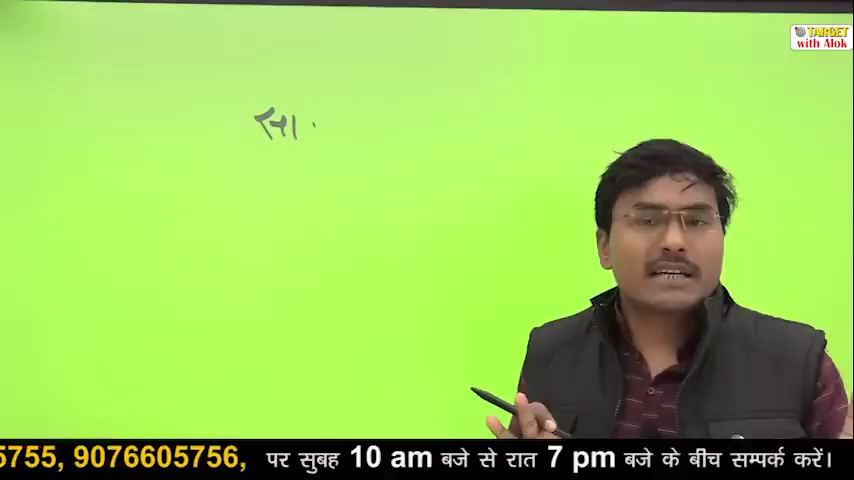 TARGET
with Alok
सा
5755, 9076605756, पर सुबह 10 am बजे से रात 7 pm बजे के बीच सम्पर्क करें।